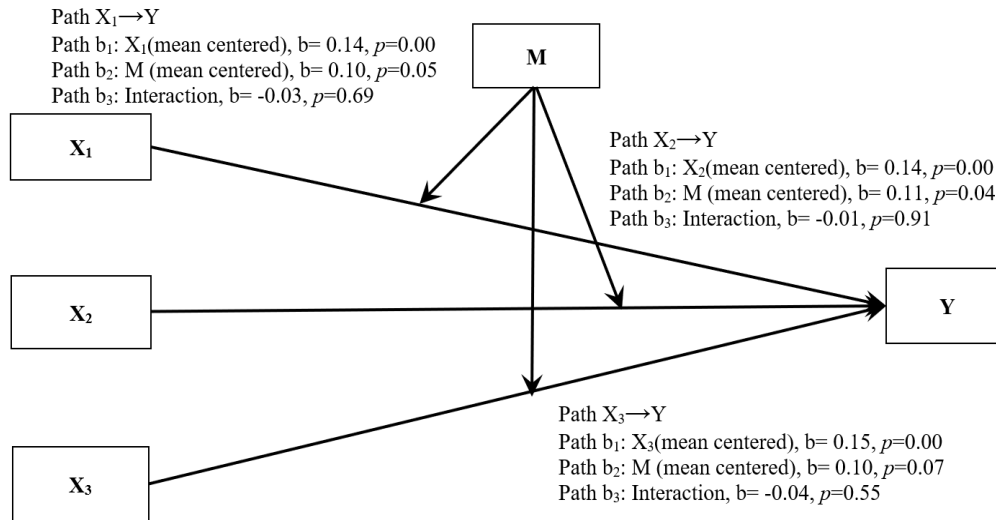 Path X₁→Y
Path b₁: X₁(mean centered), b= 0.14, p=0.00
Path b₂: M (mean centered), b= 0.10, p=0.05
Path b₃: Interaction, b= -0.03, p=0.69
M
X₁
Path X₂→Y
Path b₁: X₂(mean centered), b= 0.14, p=0.00
Path b₂: M (mean centered), b= 0.11, p=0.04
Path b₃: Interaction, b= -0.01, p=0.91
X₂
Y
Path X₃→Y
Path b₁: X₃(mean centered), b= 0.15, p=0.00
Path b₂: M (mean centered), b= 0.10, p=0.07
Path b₃: Interaction, b= -0.04, p=0.55
X₃